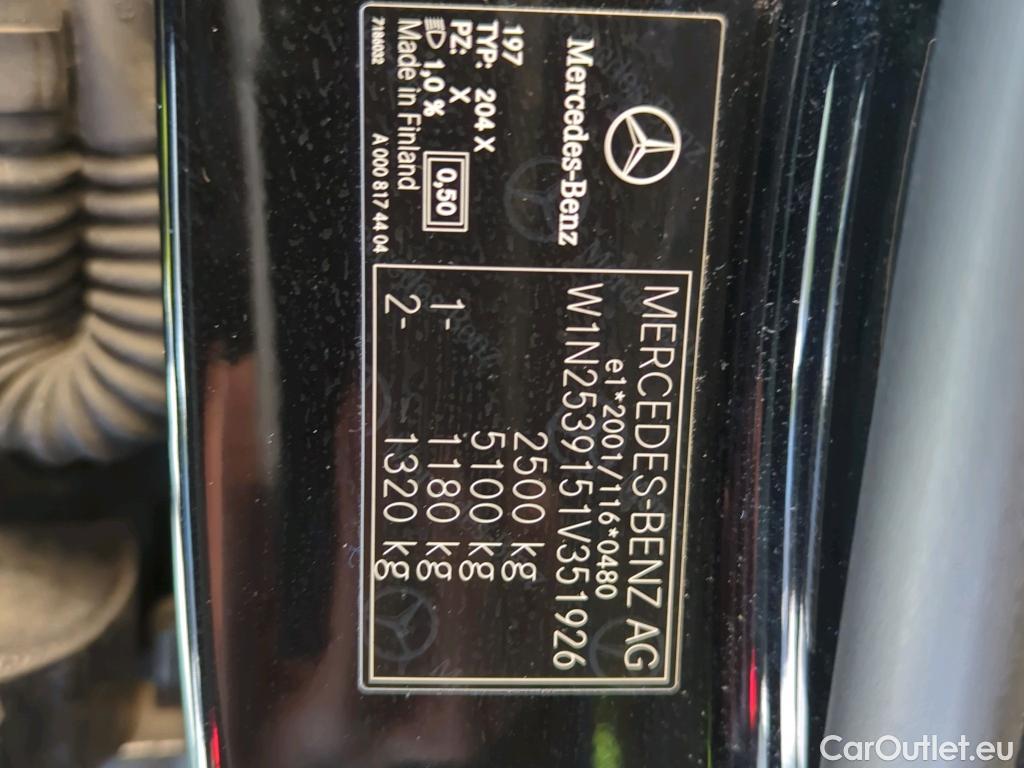 Mercedes-Benz
197
TYP: 204 X
PZ: X
1,0 %
0,50
Made in Finland
718N02
A 000 817 44 04
MERCEDES-BENZ AG
e1*2001/116*0480
W1N2539151V351926
2500 kg
5100 kg
1- 1180 kg
2- 1320 kg
CarOutlet.eu